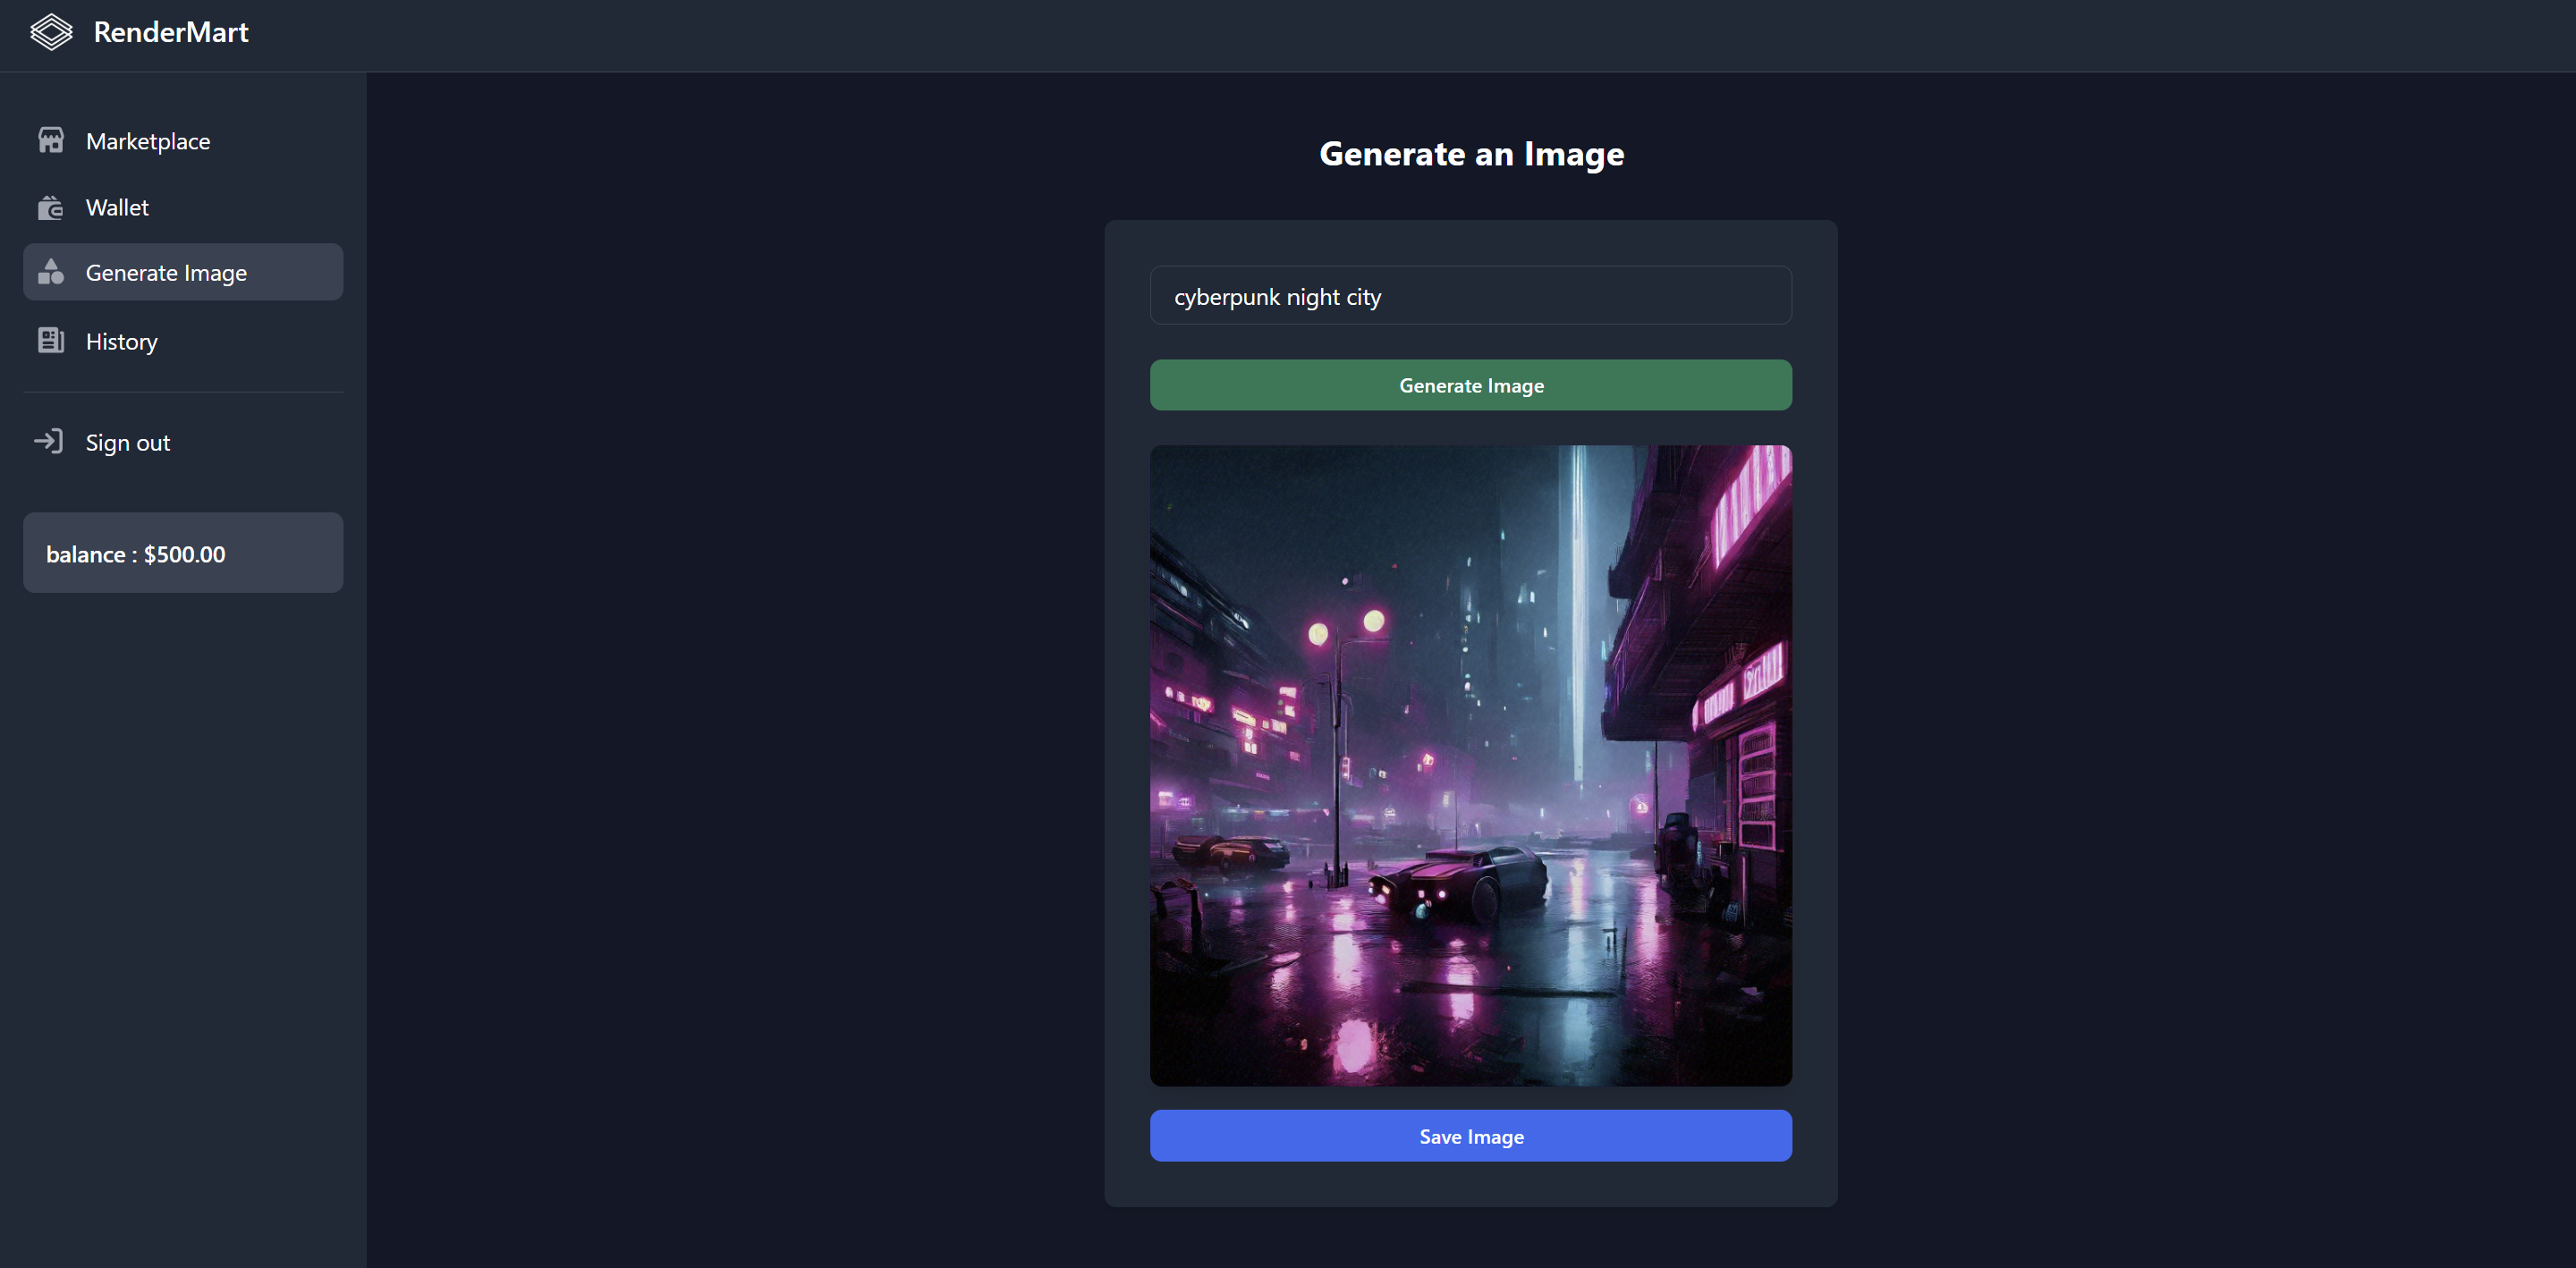 RenderMart
Marketplace
Wallet
Generate Image
History
Sign out
balance : $500.00
Generate an Image
cyberpunk night city
Generate Image
Save Image